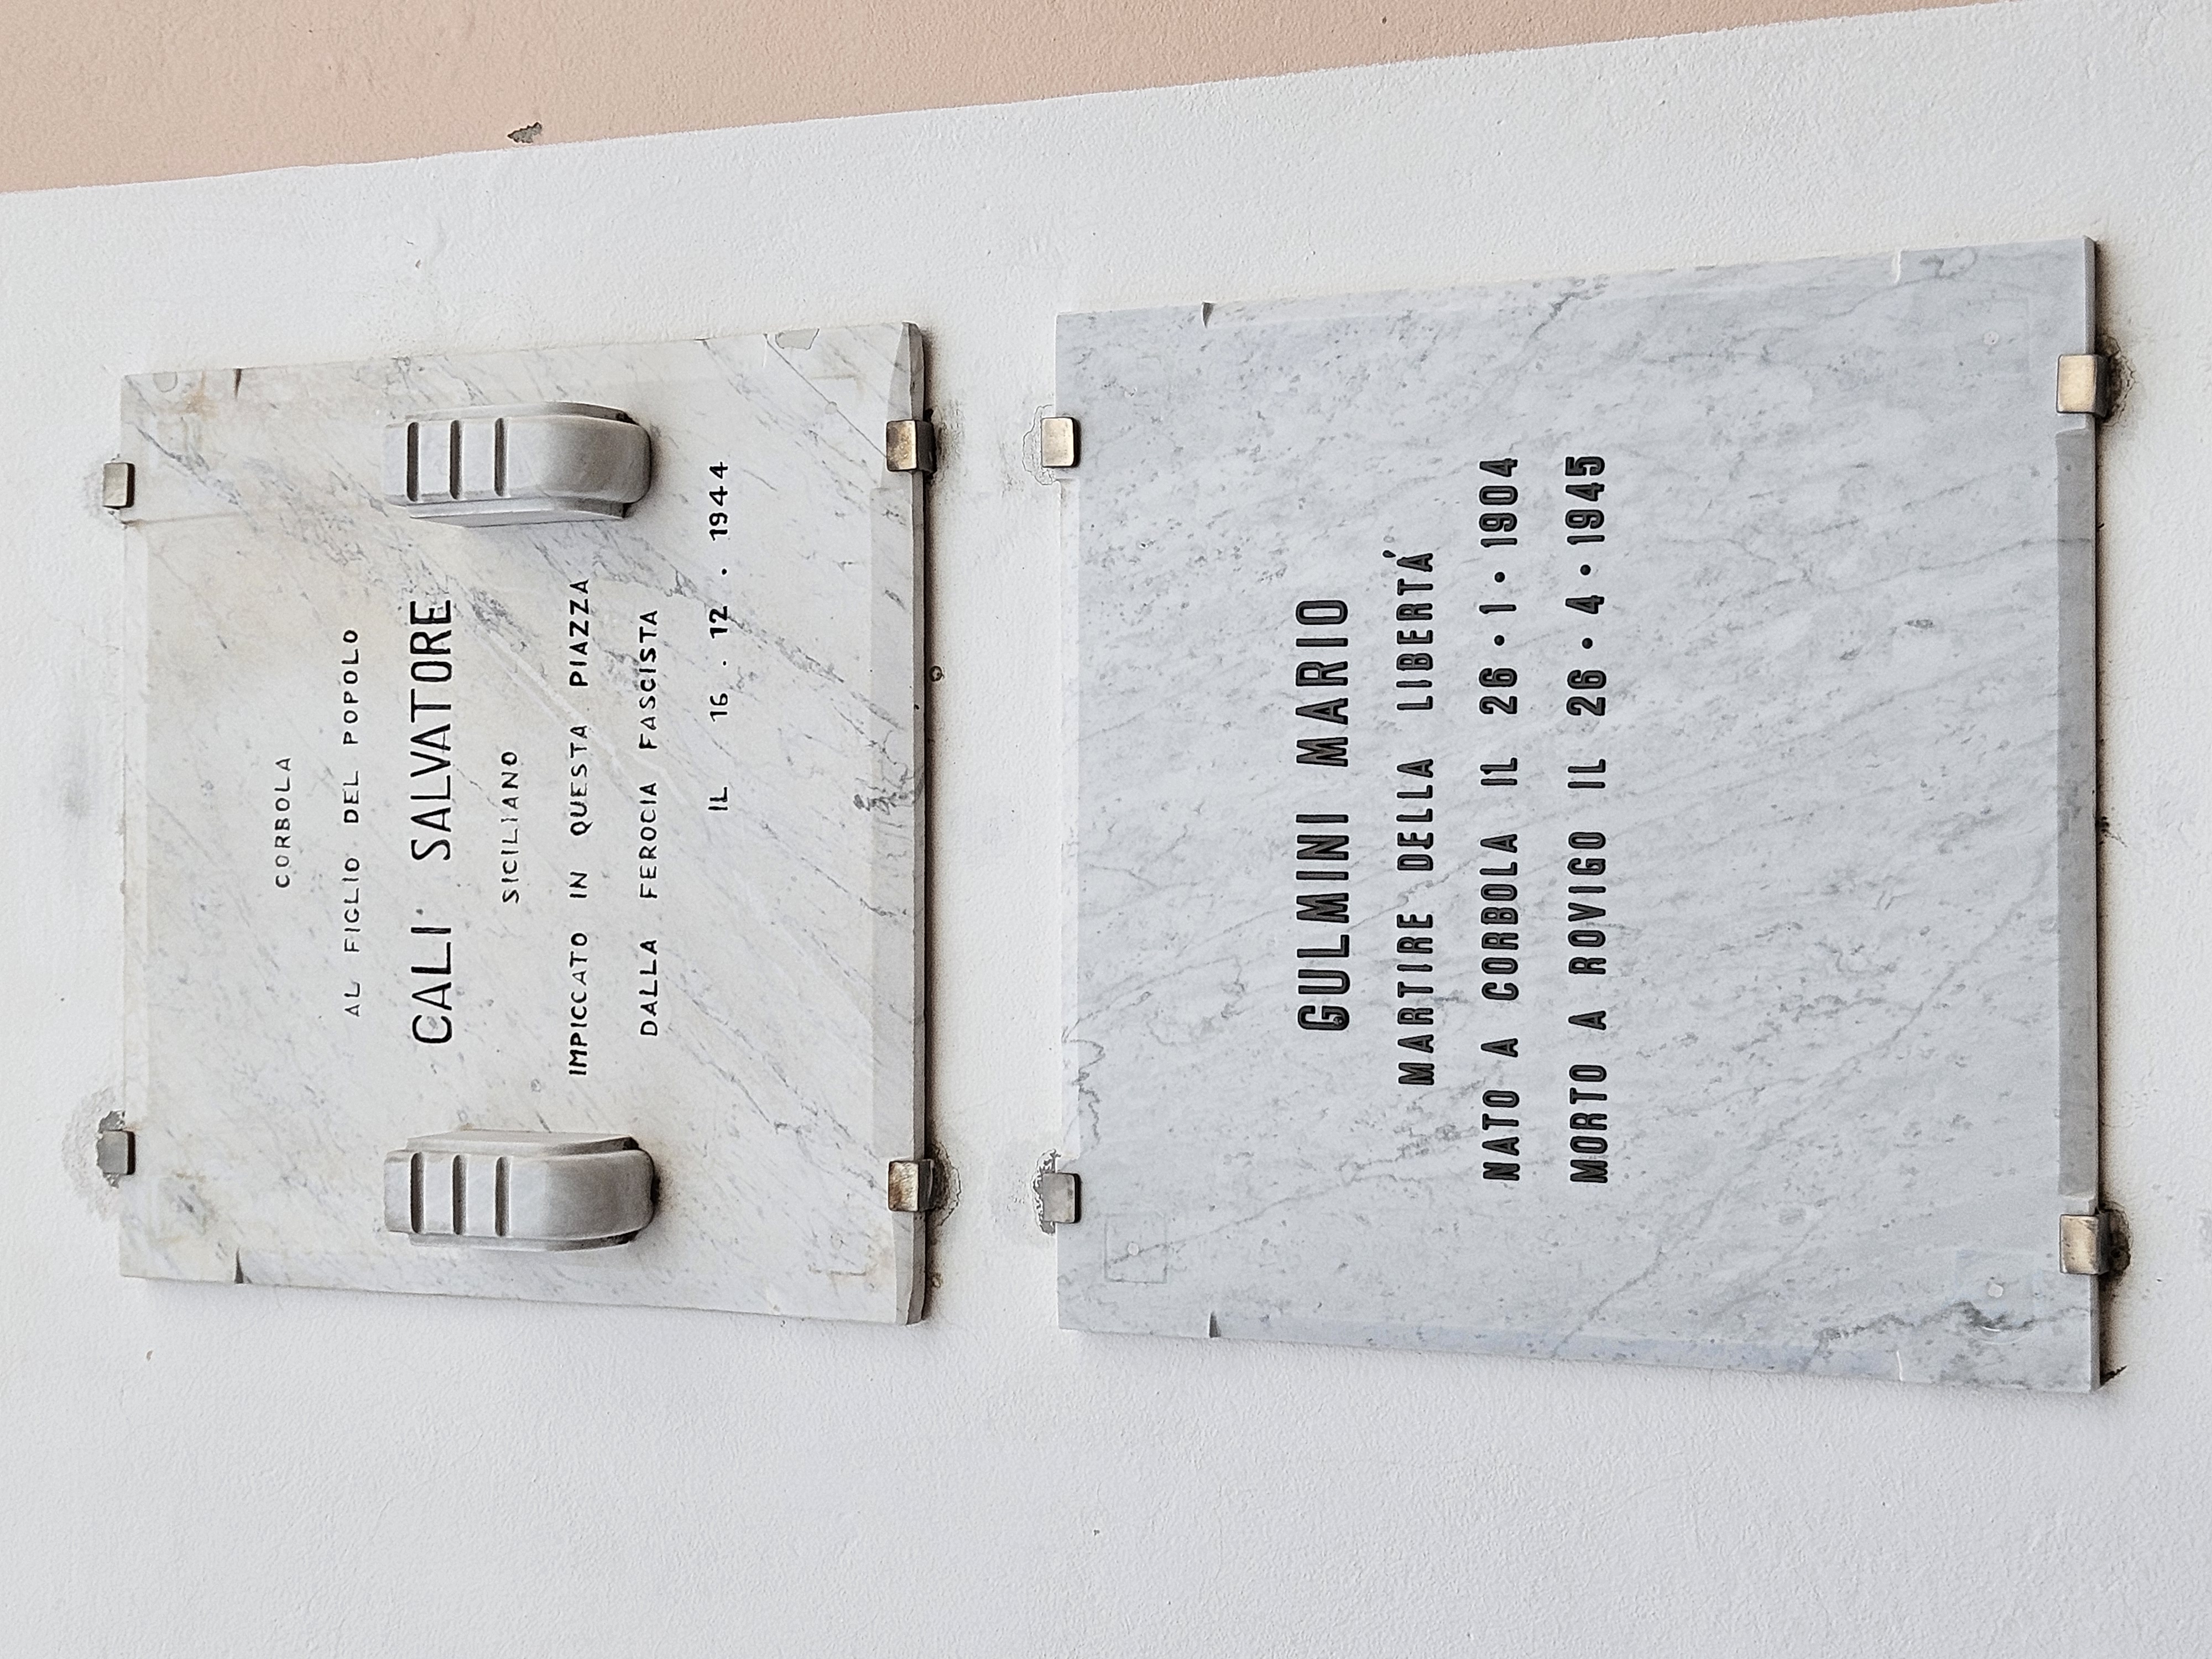 CORBOLA
AL FIGLIO DEL POPOLO
CALI' SALVATORE
SICILIANO
IMPICCATO IN QUESTA PIAZZA
DALLA FEROCIA FASCISTA
IL 16 . 12 . 1944
GULMINI MARIO
MARTIRE DELLA LIBERTÁ
NATO A CORBOLA IL 26 • 1 • 1904
MORTO A ROVIGO IL 26 • 4 • 1945